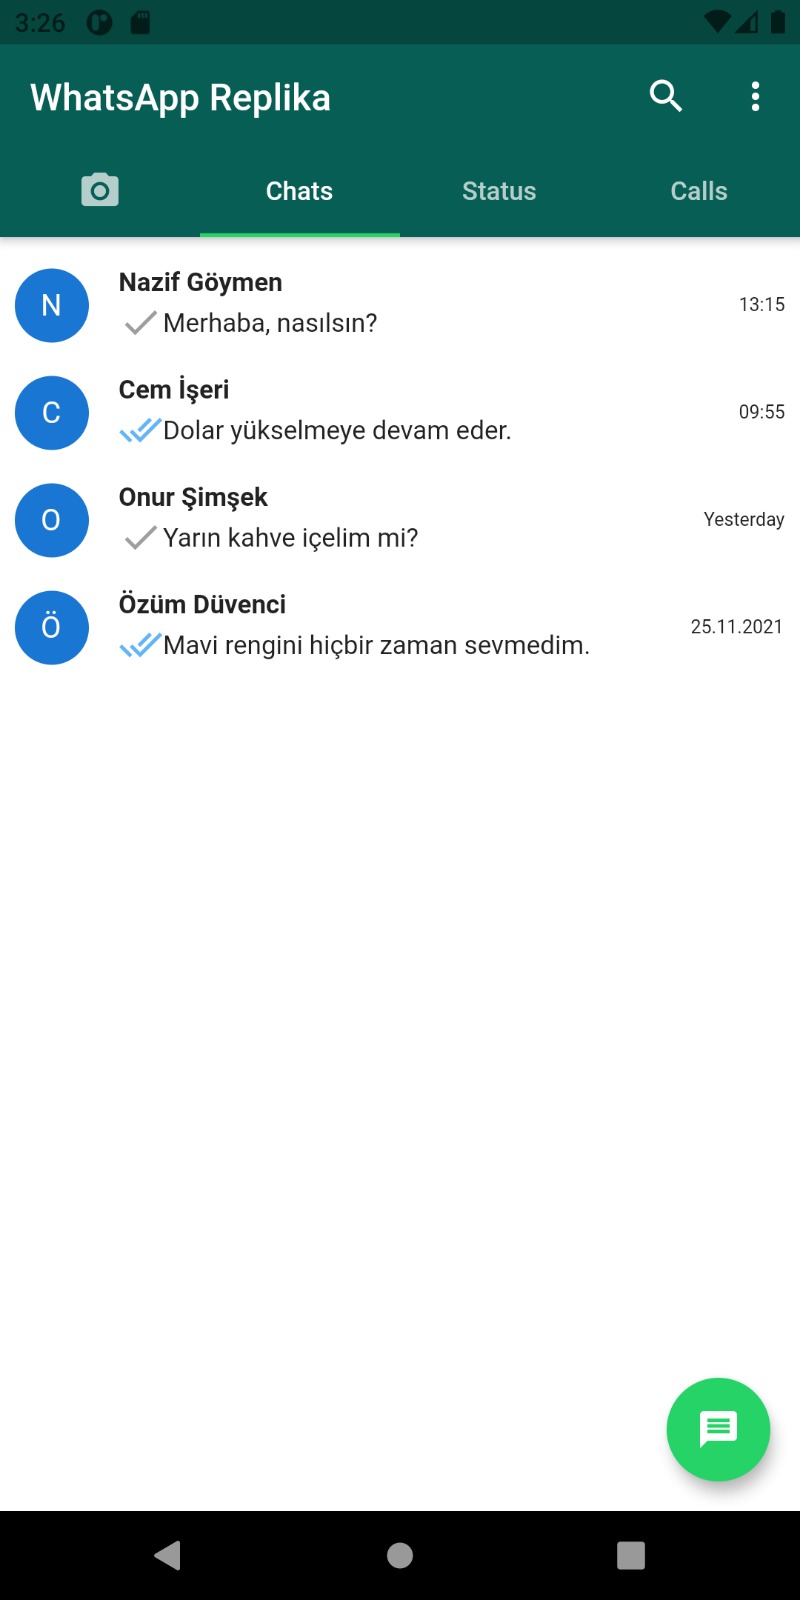 3:26
WhatsApp Replika
Chats Status Calls
N
Nazif Göymen
Merhaba, nasılsın?
13:15
C
Cem İşeri
Dolar yükselmeye devam eder.
09:55
O
Onur Şimşek
Yarın kahve içelim mi?
Yesterday
Ö
Özüm Düvenci
Mavi rengini hiçbir zaman sevmedim.
25.11.2021